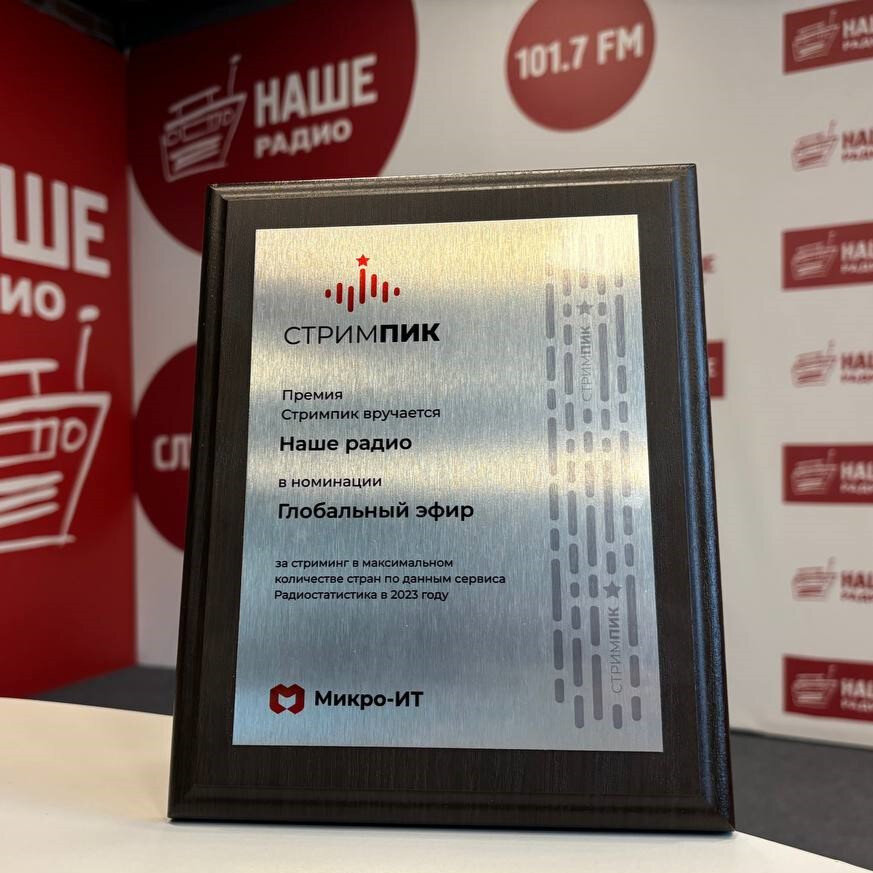 НАШЕ
РАДИО
101.7 FM
НАШЕ
РАДИО
СТРИМПИК
Премия
Стримпик вручается
Наше радио
в номинации
Глобальный эфир
за стриминг в максимальном
количестве стран по данным сервиса
Радиостатистика в 2023 году
Микро-ИТ
СТРИМПИК
СТРИМПИК